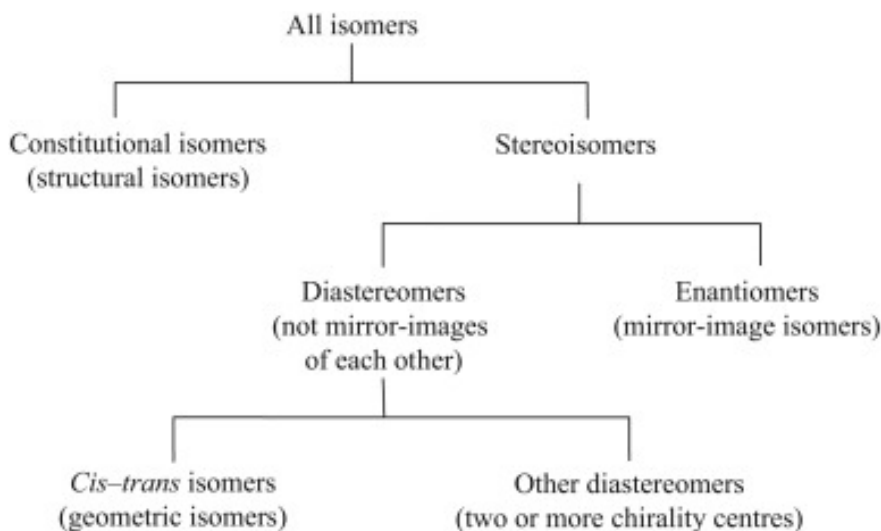 All isomers
Constitutional isomers
(structural isomers)
Stereoisomers
Diastereomers
(not mirror-images
of each other)
Enantiomers
(mirror-image isomers)
Cis–trans isomers
(geometric isomers)
Other diastereomers
(two or more chirality centres)